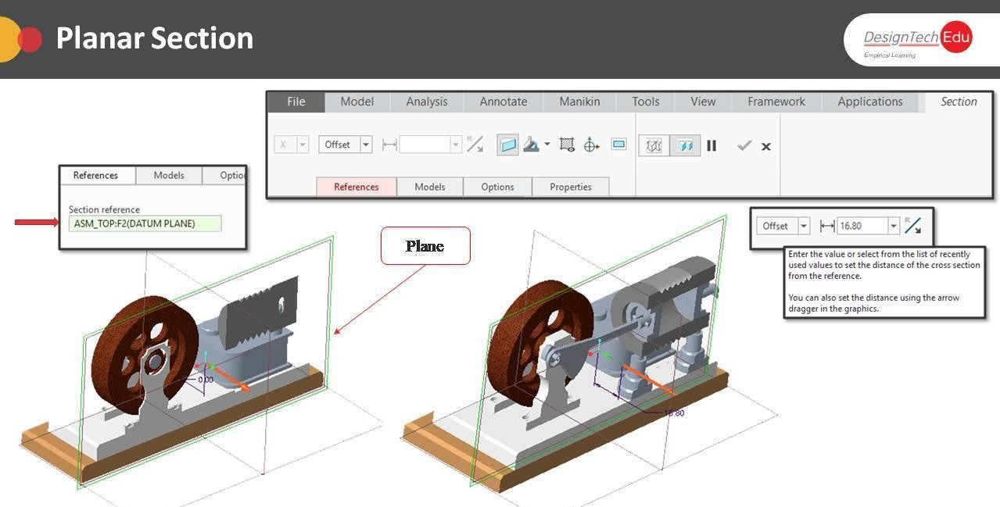 Planar Section
DesignTech Edu
Empirical Learning
File Model Analysis Annotate Manikin Tools View Framework Applications Section
X Offset
References Models Options Properties
References Models Option
Section reference
ASM_TOP:F2(DATUM PLANE)
Plane
Offset 16.80
Enter the value or select from the list of recently
used values to set the distance of the cross section
from the reference.
You can also set the distance using the arrow
dragger in the graphics.
0.00
16.80